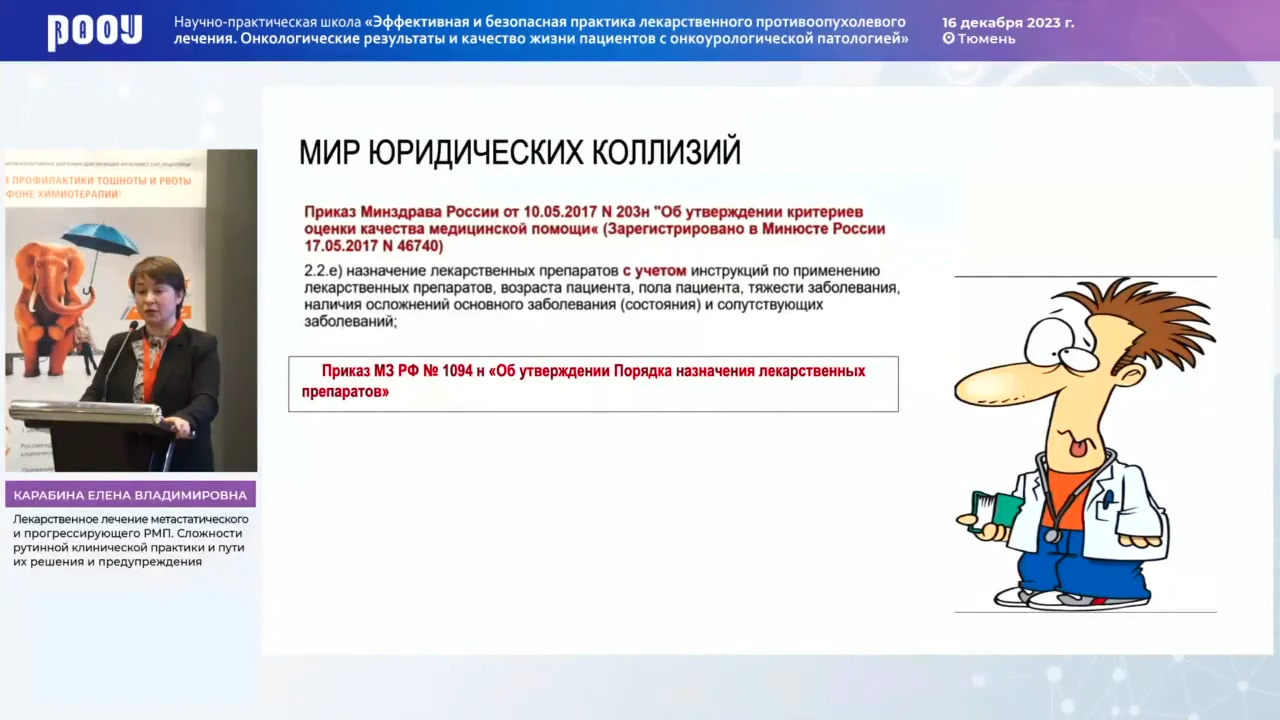 РАОУ
RAOY
Научно-практическая школа «Эффективная и безопасная практика лекарственного противоопухолевого
лечения. Онкологические результаты и качество жизни пациентов с онкоурологической патологией»
16 декабря 2023 г.
Тюмень
Я ПРОФИЛАКТИКИ ТОШНОТЫ И РВОТЫ
ФОНЕ ХИМИОТЕРАПИИ
КАРАБИНА ЕЛЕНА ВЛАДИМИРОВНА
Лекарственное лечение метастатического
и прогрессирующего РМП. Сложности
рутинной клинической практики и пути
их решения и предупреждения
МИР ЮРИДИЧЕСКИХ КОЛЛИЗИЙ
Приказ Минздрава России от 10.05.2017 N 203н "Об утверждении критериев
оценки качества медицинской помощи« (Зарегистрировано в Минюсте России
17.05.2017 N 46740)
2.2.е) назначение лекарственных препаратов с учетом инструкций по применению
лекарственных препаратов, возраста пациента, пола пациента, тяжести заболевания,
наличия осложнений основного заболевания (состояния) и сопутствующих
заболеваний;
Приказ МЗ РФ № 1094 н «Об утверждении Порядка назначения лекарственных
препаратов»